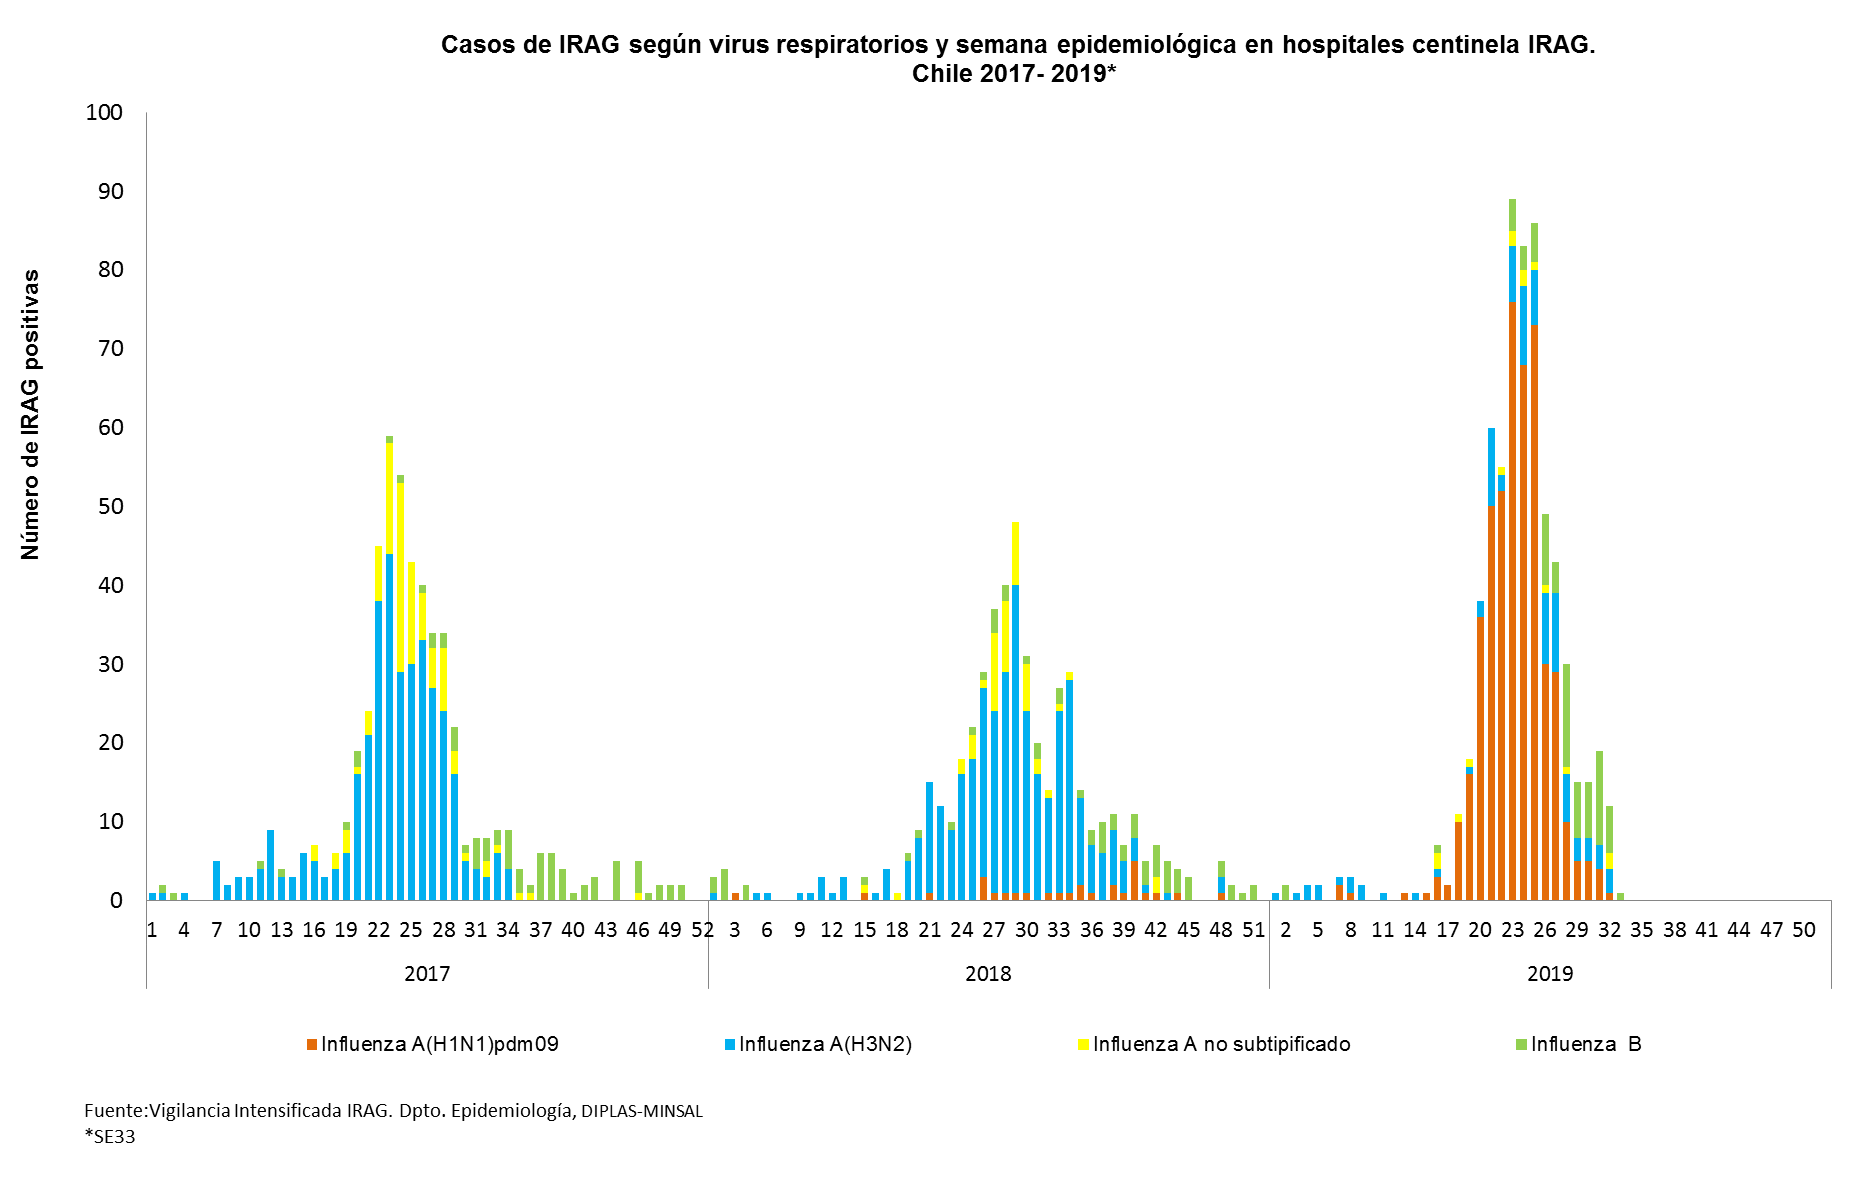 Casos de IRAG según virus respiratorios y semana epidemiológica en hospitales centinela IRAG.
Chile 2017- 2019*
Número de IRAG positivas
100
90
80
70
60
50
40
30
20
10
0
1 4 7 10 13 16 19 22 25 28 31 34 37 40 43 46 49 52 3 6 9 12 15 18 21 24 27 30 33 36 39 42 45 48 51 2 5 8 11 14 17 20 23 26 29 32 35 38 41 44 47 50
2017 2018 2019
Influenza A(H1N1)pdm09 Influenza A(H3N2) Influenza A no subtipificado Influenza B
Fuente:Vigilancia Intensificada IRAG. Dpto. Epidemiología, DIPLAS-MINSAL
*SE33